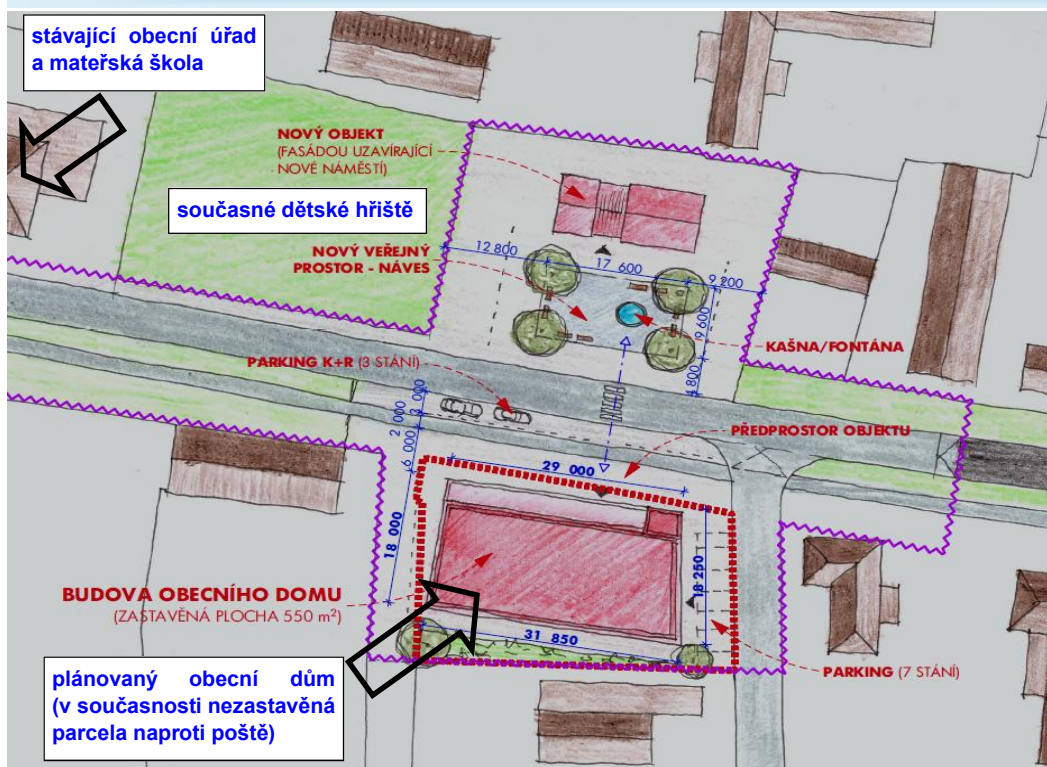 stávající obecní úřad
a mateřská škola
NOVÝ OBJEKT
(FASÁDOU UZAVÍRAJÍCÍ
NOVÉ NÁMĚSTÍ)
současné dětské hřiště
NOVÝ VEŘEJNÝ
PROSTOR - NÁVES
12 800
17 600
9 200
9 600
4 800
KAŠNA/FONTÁNA
PARKING K+R (3 STÁNÍ)
2 000
6 000
PŘEDPROSTOR OBJEKTU
29 000
18 000
18 250
BUDOVA OBECNÍHO DOMU
(ZASTAVĚNÁ PLOCHA 550 m²)
31 850
PARKING (7 STÁNÍ)
plánovaný obecní dům
(v současnosti nezastavěná
parcela naproti poště)